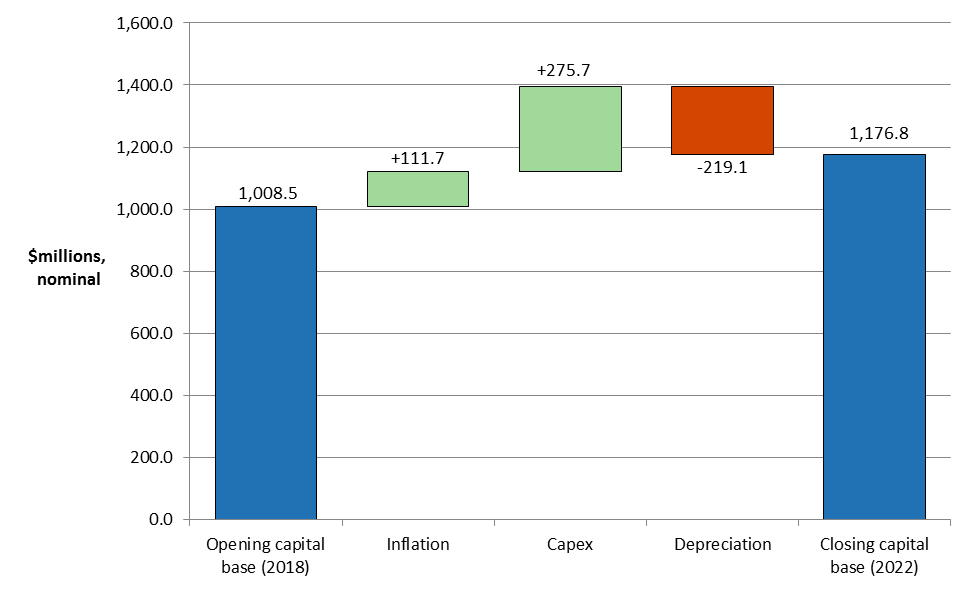 1,600.0
1,400.0
1,200.0
1,000.0
800.0
600.0
400.0
200.0
0.0
$millions,
nominal
1,008.5
+111.7
+275.7
-219.1
1,176.8
Opening capital
base (2018)
Inflation
Capex
Depreciation
Closing capital
base (2022)